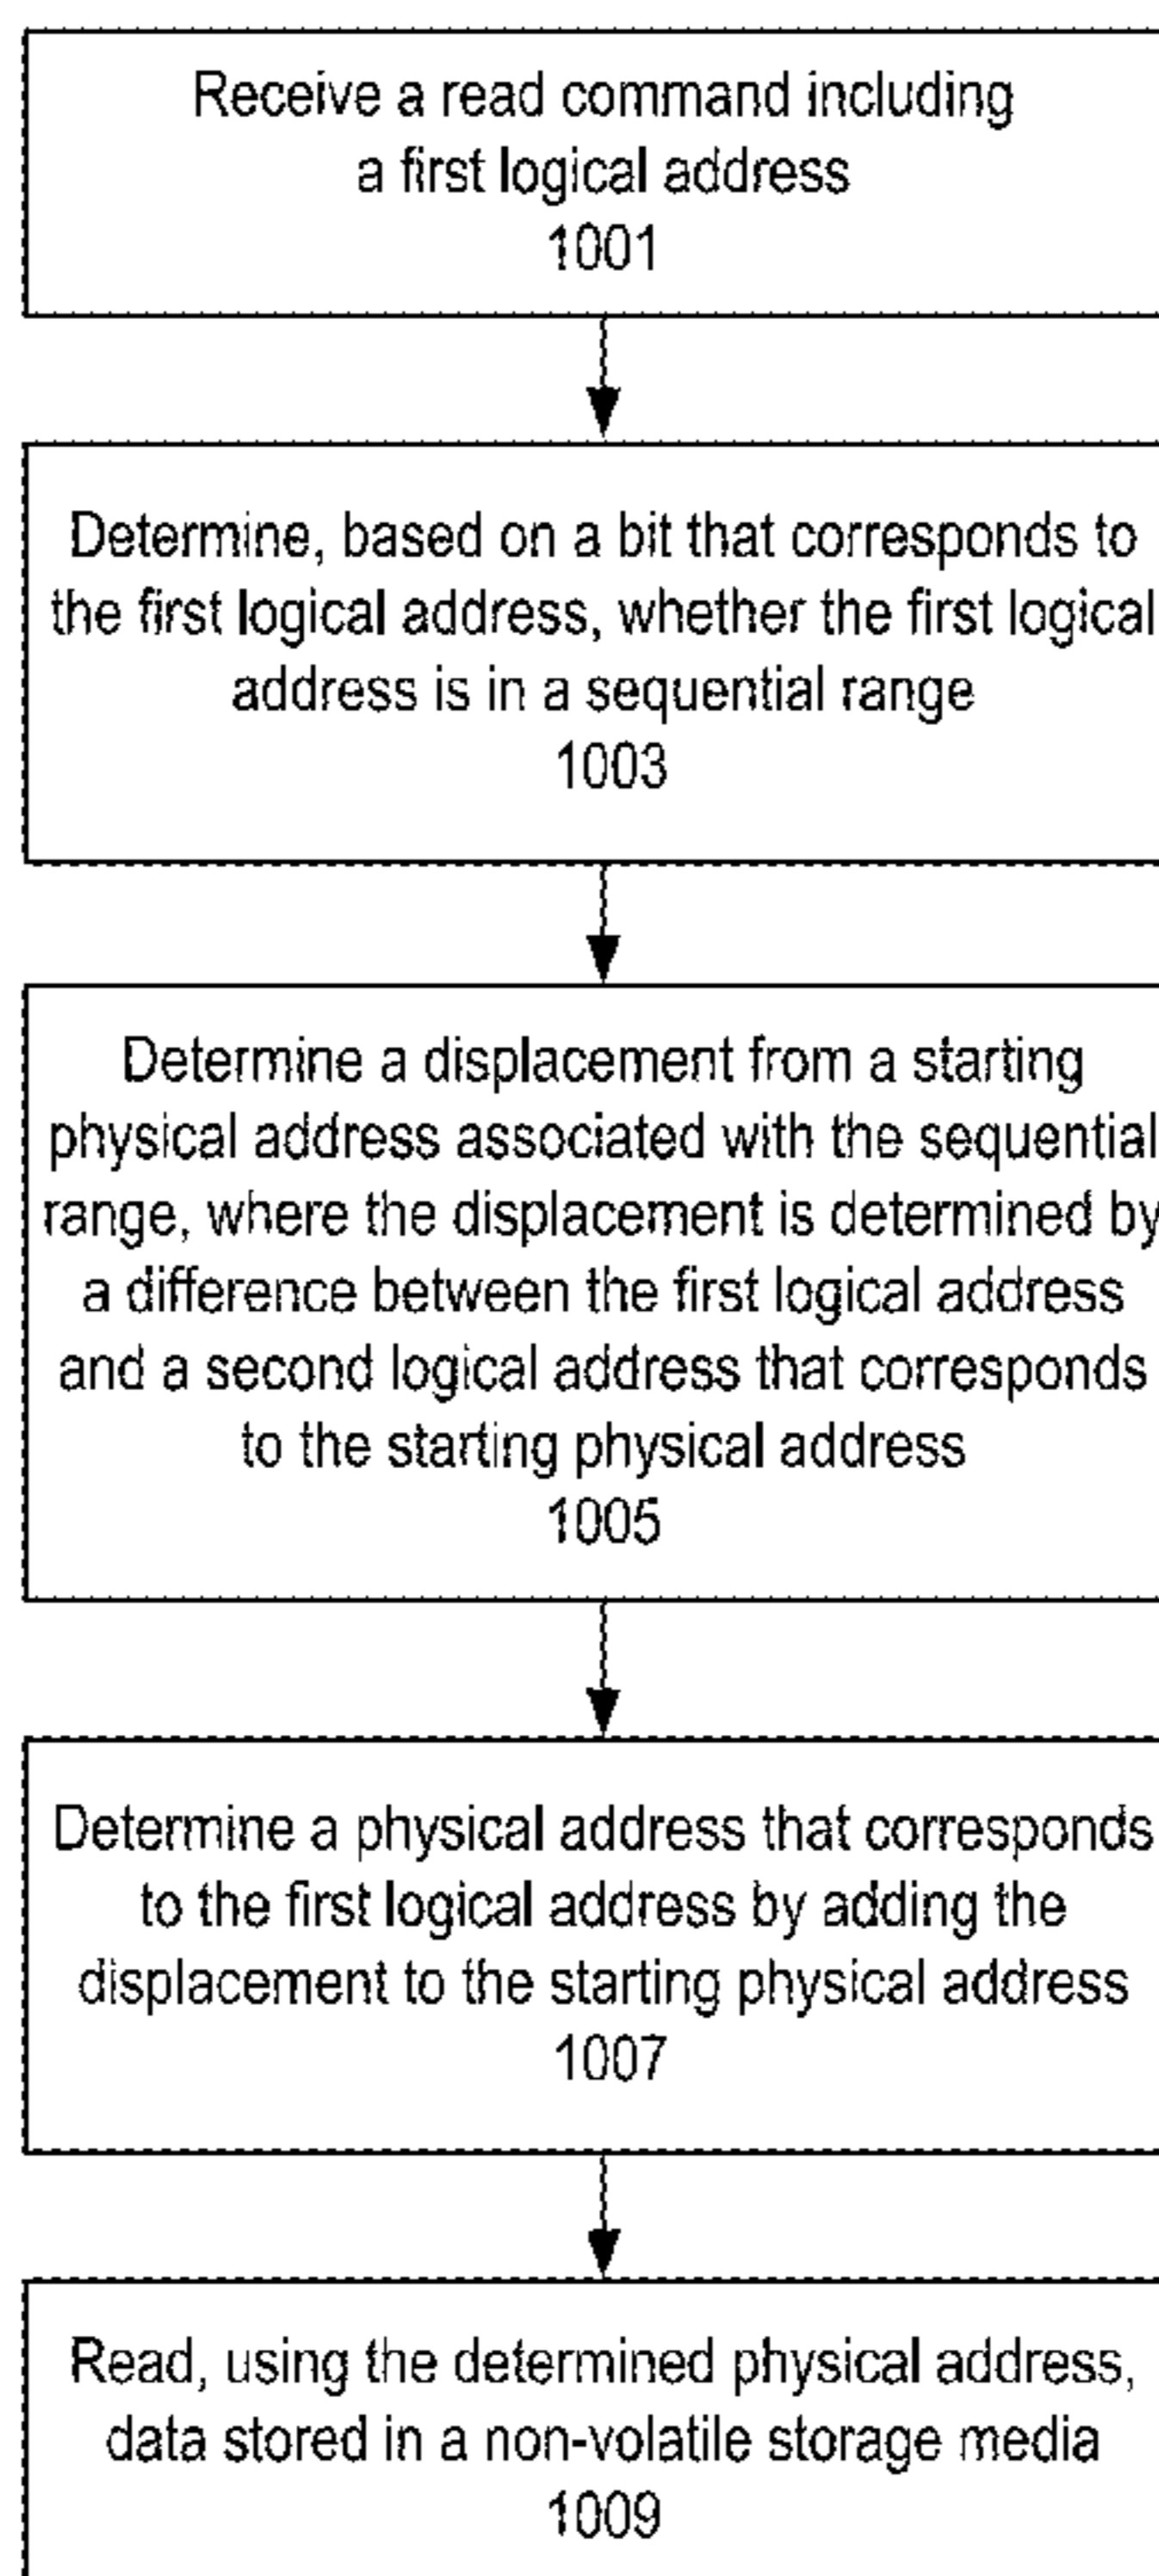 Receive a read command including
a first logical address
1001
Determine, based on a bit that corresponds to
the first logical address, whether the first logical
address is in a sequential range
1003
Determine a displacement from a starting
physical address associated with the sequential
range, where the displacement is determined by
a difference between the first logical address
and a second logical address that corresponds
to the starting physical address
1005
Determine a physical address that corresponds
to the first logical address by adding the
displacement to the starting physical address
1007
Read, using the determined physical address,
data stored in a non-volatile storage media
1009